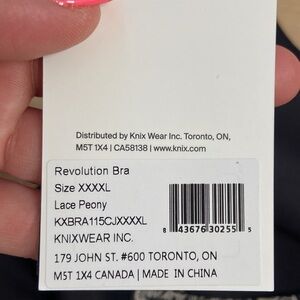 Distributed by Knix Wear Inc. Toronto, ON,
M5T 1X4 | CA58138 | www.knix.com
Revolution Bra
Size XXXXL
Lace Peony
KXBRA115CJXXXXL
8 43676 30255 5
KNIXWEAR INC.
179 JOHN ST. #600 TORONTO, ON
M5T 1X4 CANADA | MADE IN CHINA